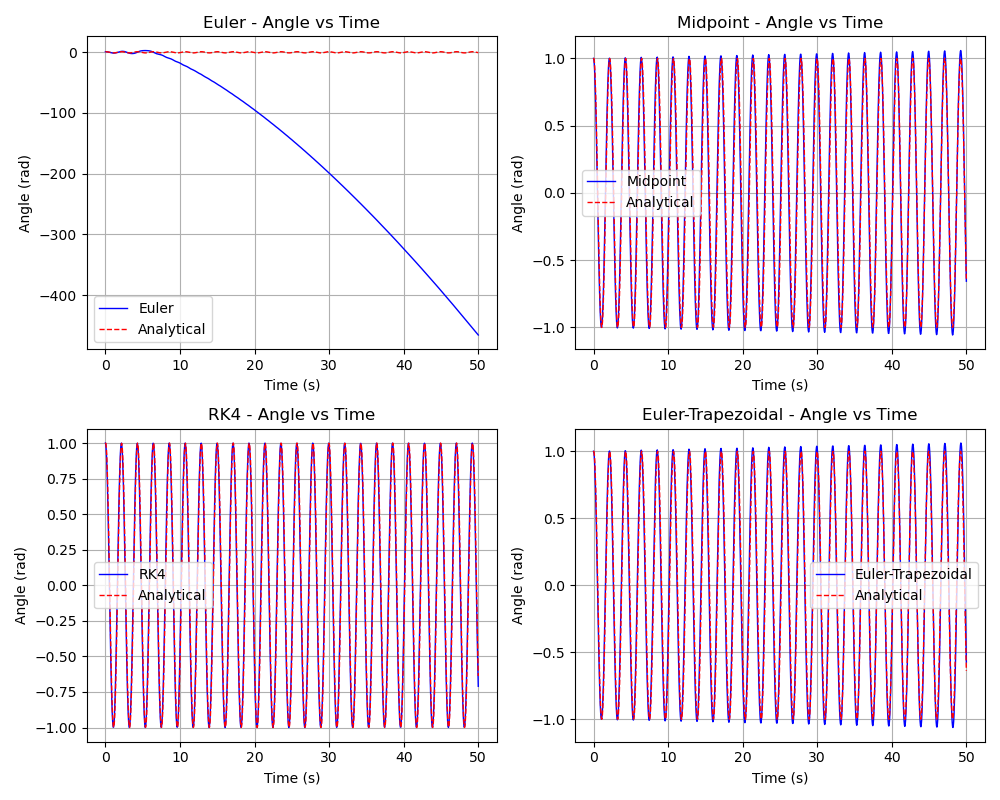 Euler - Angle vs Time
0
−100
−200
−300
−400
Angle (rad)
Euler
Analytical
0 10 20 30 40 50
Time (s)
Midpoint - Angle vs Time
1.0
0.5
0.0
−0.5
−1.0
Angle (rad)
Midpoint
Analytical
0 10 20 30 40 50
Time (s)
RK4 - Angle vs Time
1.00
0.75
0.50
0.25
0.00
−0.25
−0.50
−0.75
−1.00
Angle (rad)
RK4
Analytical
0 10 20 30 40 50
Time (s)
Euler-Trapezoidal - Angle vs Time
1.0
0.5
0.0
−0.5
−1.0
Angle (rad)
Euler-Trapezoidal
Analytical
0 10 20 30 40 50
Time (s)